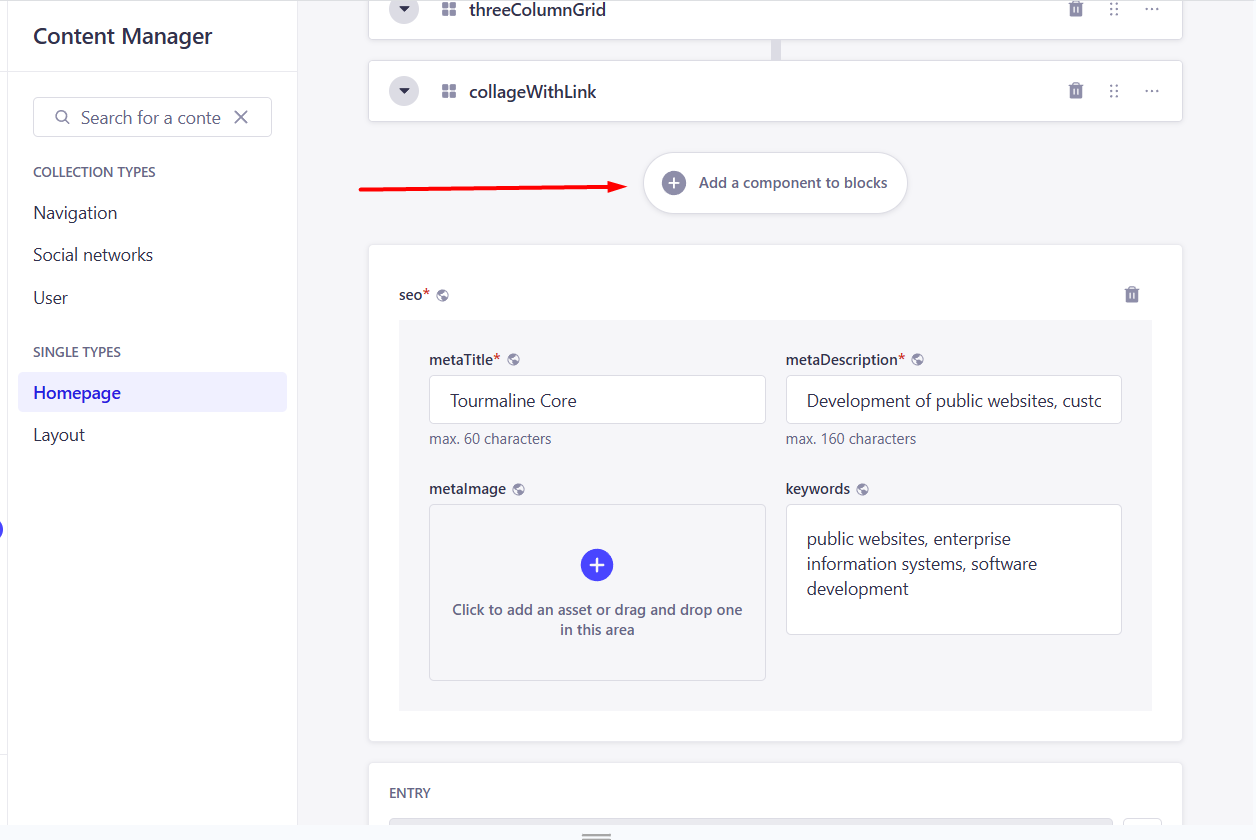 Content Manager
Search for a conte
COLLECTION TYPES
Navigation
Social networks
User
SINGLE TYPES
Homepage
Layout
threeColumnGrid
collageWithLink
Add a component to blocks
seo*
metaTitle*
Tourmaline Core
max. 60 characters
metaDescription*
Development of public websites, custc
max. 160 characters
metaImage
Click to add an asset or drag and drop one
in this area
keywords
public websites, enterprise
information systems, software
development
ENTRY